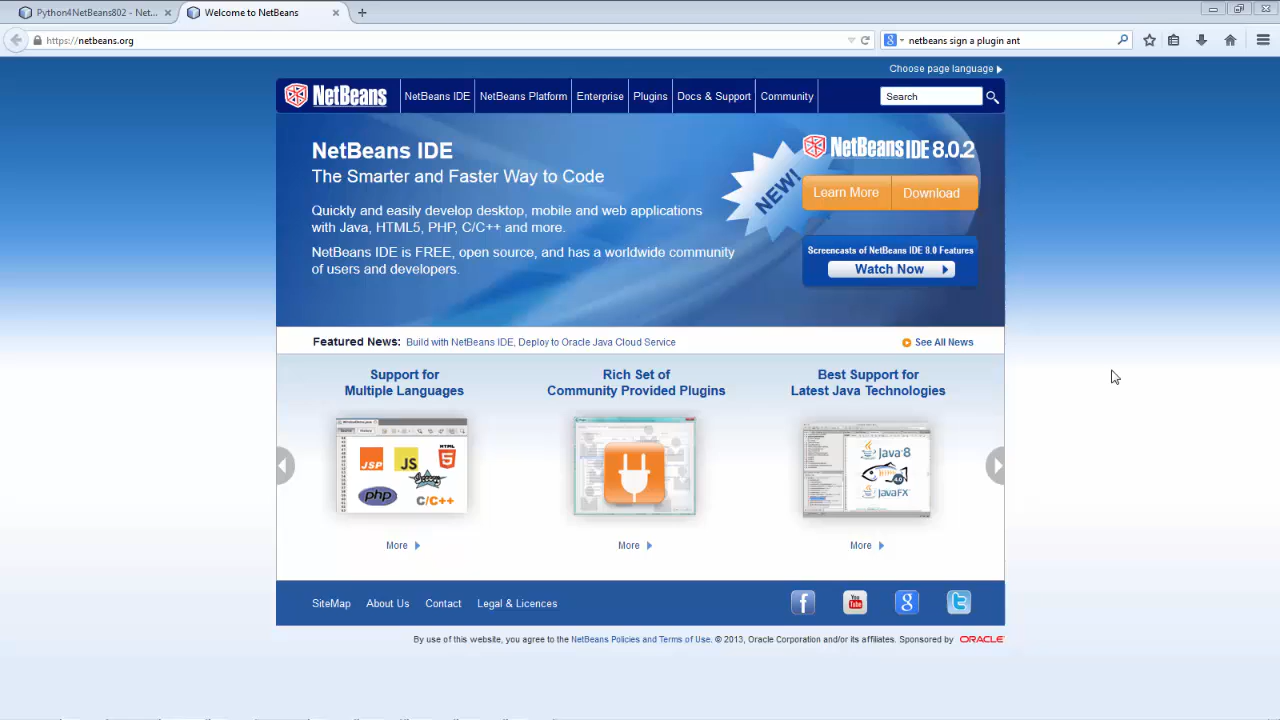 Python4NetBeans802 - Net...
Welcome to NetBeans
https://netbeans.org
netbeans sign a plugin ant
Choose page language
NetBeans
NetBeans IDE
NetBeans Platform
Enterprise
Plugins
Docs & Support
Community
Search
NetBeans IDE
The Smarter and Faster Way to Code
Quickly and easily develop desktop, mobile and web applications
with Java, HTML5, PHP, C/C++ and more.
NetBeans IDE is FREE, open source, and has a worldwide community
of users and developers.
NEW!
NetBeans IDE 8.0.2
Learn More
Download
Screencasts of NetBeans IDE 8.0 Features
Watch Now
Featured News: Build with NetBeans IDE, Deploy to Oracle Java Cloud Service
See All News
Support for
Multiple Languages
JSP
JS
HTML
5
php
C/C++
More
Rich Set of
Community Provided Plugins
More
Best Support for
Latest Java Technologies
Java 8
JavaFX
More
SiteMap
About Us
Contact
Legal & Licences
By use of this website, you agree to the NetBeans Policies and Terms of Use. © 2013, Oracle Corporation and/or its affiliates. Sponsored by ORACLE